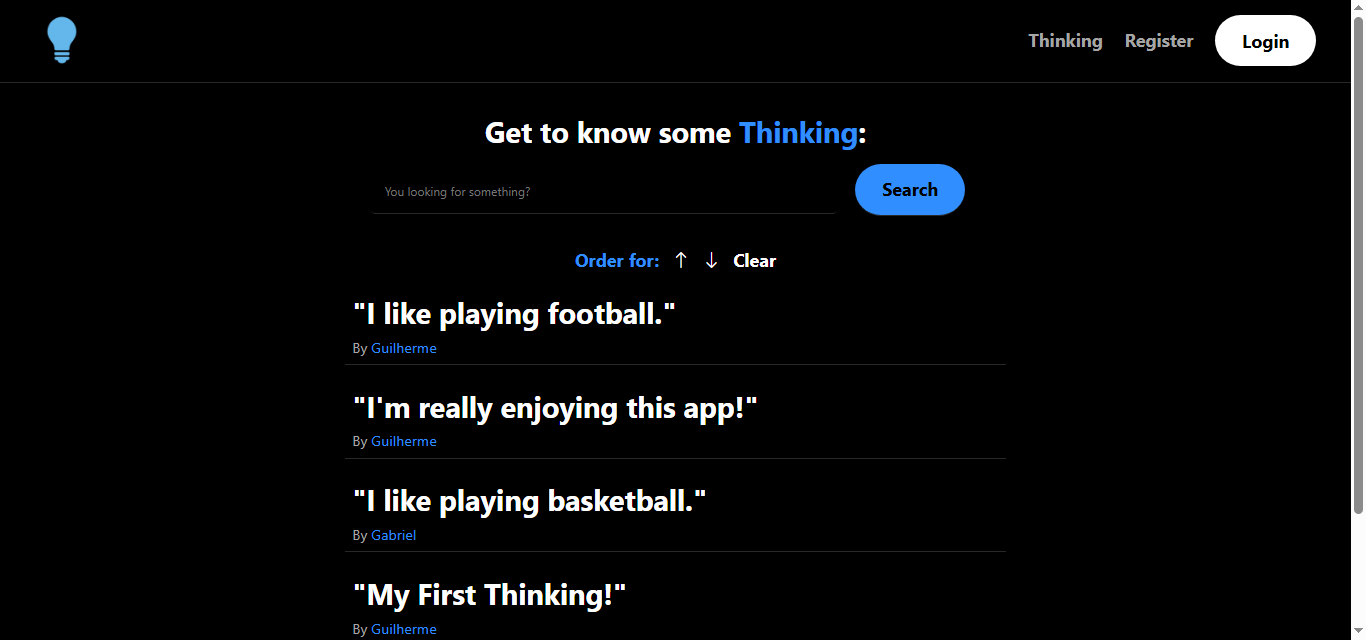 Thinking Register Login
Get to know some Thinking:
You looking for something? Search
Order for: ↑ ↓ Clear
"I like playing football."
By Guilherme
"I'm really enjoying this app!"
By Guilherme
"I like playing basketball."
By Gabriel
"My First Thinking!"
By Guilherme